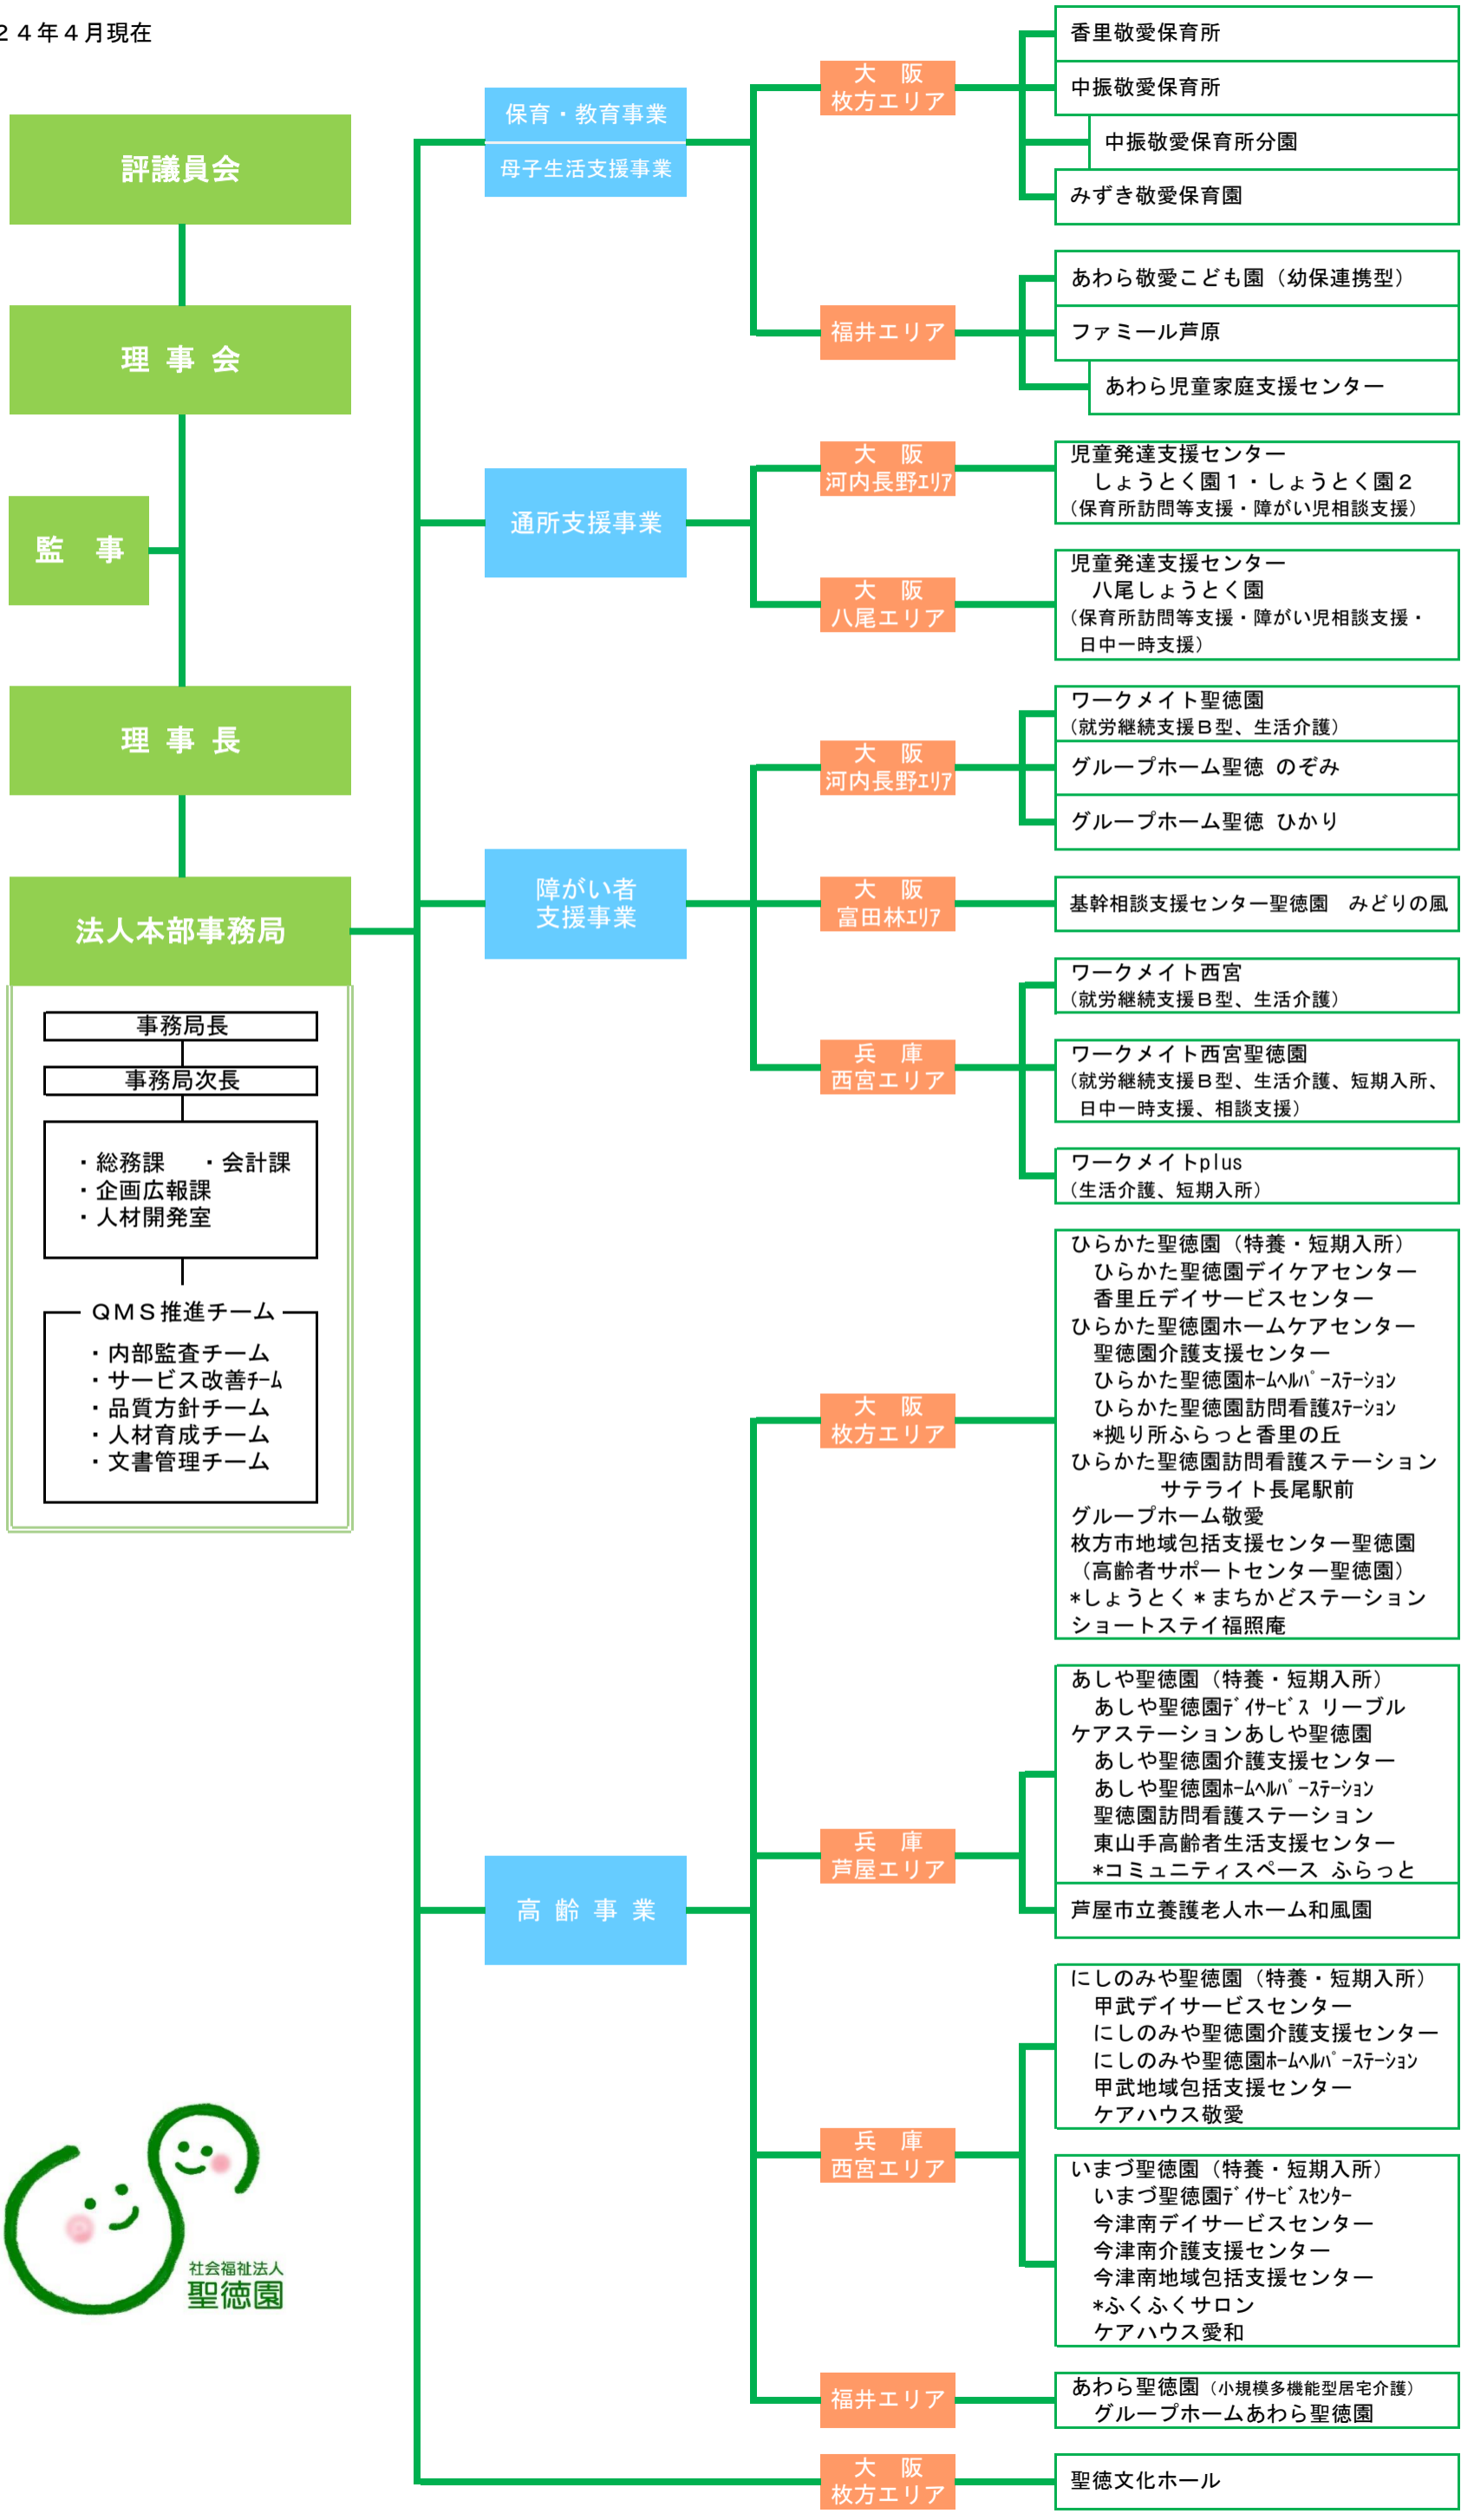 ２４年４月現在
評議員会
理 事 会
監　事
理 事 長
法人本部事務局
事務局長
事務局次長
・総務課　・会計課
・企画広報課
・人材開発室
ＱＭＳ推進チーム
・内部監査チーム
・サービス改善ﾁｰﾑ
・品質方針チーム
・人材育成チーム
・文書管理チーム
社会福祉法人
聖徳園
保育・教育事業
母子生活支援事業
大　阪
枚方エリア
香里敬愛保育所
中振敬愛保育所
中振敬愛保育所分園
みずき敬愛保育園
福井エリア
あわら敬愛こども園（幼保連携型）
ファミール芦原
あわら児童家庭支援センター
通所支援事業
大　阪
河内長野ｴﾘｱ
児童発達支援センター
しょうとく園１・しょうとく園２
（保育所訪問等支援・障がい児相談支援）
大　阪
八尾エリア
児童発達支援センター
八尾しょうとく園
（保育所訪問等支援・障がい児相談支援・
日中一時支援）
障がい者
支援事業
大　阪
河内長野ｴﾘｱ
ワークメイト聖徳園
（就労継続支援Ｂ型、生活介護）
グループホーム聖徳 のぞみ
グループホーム聖徳 ひかり
大　阪
富田林ｴﾘｱ
基幹相談支援センター聖徳園　みどりの風
兵　庫
西宮エリア
ワークメイト西宮
（就労継続支援Ｂ型、生活介護）
ワークメイト西宮聖徳園
（就労継続支援Ｂ型、生活介護、短期入所、
日中一時支援、相談支援）
ワークメイトplus
（生活介護、短期入所）
高 齢 事 業
大　阪
枚方エリア
ひらかた聖徳園（特養・短期入所）
ひらかた聖徳園デイケアセンター
香里丘デイサービスセンター
ひらかた聖徳園ホームケアセンター
聖徳園介護支援センター
ひらかた聖徳園ﾎｰﾑﾍﾙﾊﾟｰｽﾃｰｼｮﾝ
ひらかた聖徳園訪問看護ｽﾃｰｼｮﾝ
*拠り所ふらっと香里の丘
ひらかた聖徳園訪問看護ステーション
サテライト長尾駅前
グループホーム敬愛
枚方市地域包括支援センター聖徳園
（高齢者サポートセンター聖徳園）
*しょうとく＊まちかどステーション
ショートステイ福照庵
兵　庫
芦屋エリア
あしや聖徳園（特養・短期入所）
あしや聖徳園ﾃﾞｲｻｰﾋﾞｽ リーブル
ケアステーションあしや聖徳園
あしや聖徳園介護支援センター
あしや聖徳園ﾎｰﾑﾍﾙﾊﾟｰｽﾃｰｼｮﾝ
聖徳園訪問看護ステーション
東山手高齢者生活支援センター
*コミュニティスペース ふらっと
芦屋市立養護老人ホーム和風園
兵　庫
西宮エリア
にしのみや聖徳園（特養・短期入所）
甲武デイサービスセンター
にしのみや聖徳園介護支援センター
にしのみや聖徳園ﾎｰﾑﾍﾙﾊﾟｰｽﾃｰｼｮﾝ
甲武地域包括支援センター
ケアハウス敬愛
いまづ聖徳園（特養・短期入所）
いまづ聖徳園ﾃﾞｲｻｰﾋﾞｽｾﾝﾀｰ
今津南デイサービスセンター
今津南介護支援センター
今津南地域包括支援センター
*ふくふくサロン
ケアハウス愛和
福井エリア
あわら聖徳園（小規模多機能型居宅介護）
グループホームあわら聖徳園
大　阪
枚方エリア
聖徳文化ホール